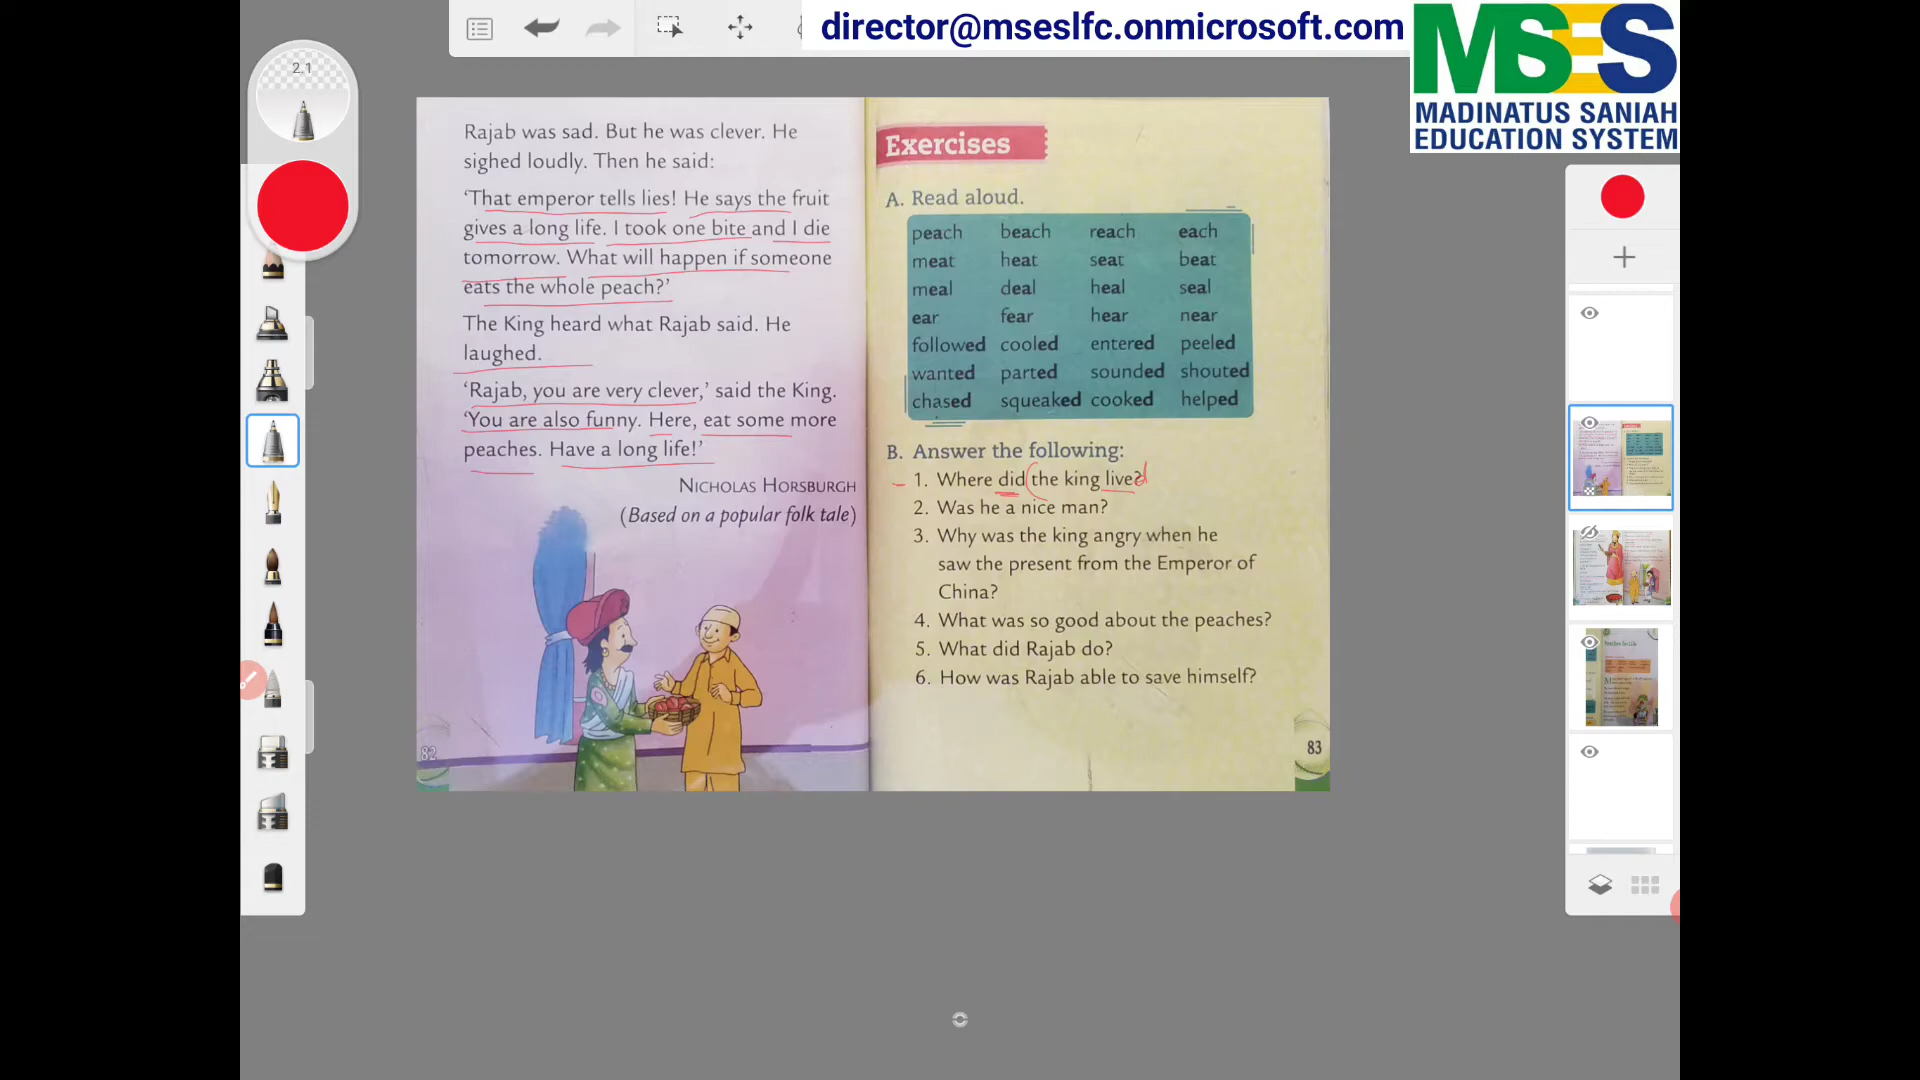 2.1
director@mseslfc.onmicrosoft.com
MSES
MADINATUS SANIAH
EDUCATION SYSTEM
Rajab was sad. But he was clever. He
sighed loudly. Then he said:
‘That emperor tells lies! He says the fruit
gives a long life. I took one bite and I die
tomorrow. What will happen if someone
eats the whole peach?’
The King heard what Rajab said. He
laughed.
‘Rajab, you are very clever,’ said the King.
‘You are also funny. Here, eat some more
peaches. Have a long life!’
NICHOLAS HORSBURGH
(Based on a popular folk tale)
82
Exercises
A. Read aloud.
peach beach reach each
meat heat seat beat
meal deal heal seal
ear fear hear near
followed cooled entered peeled
wanted parted sounded shouted
chased squeaked cooked helped
B. Answer the following:
1. Where did the king live?
2. Was he a nice man?
3. Why was the king angry when he
saw the present from the Emperor of
China?
4. What was so good about the peaches?
5. What did Rajab do?
6. How was Rajab able to save himself?
83